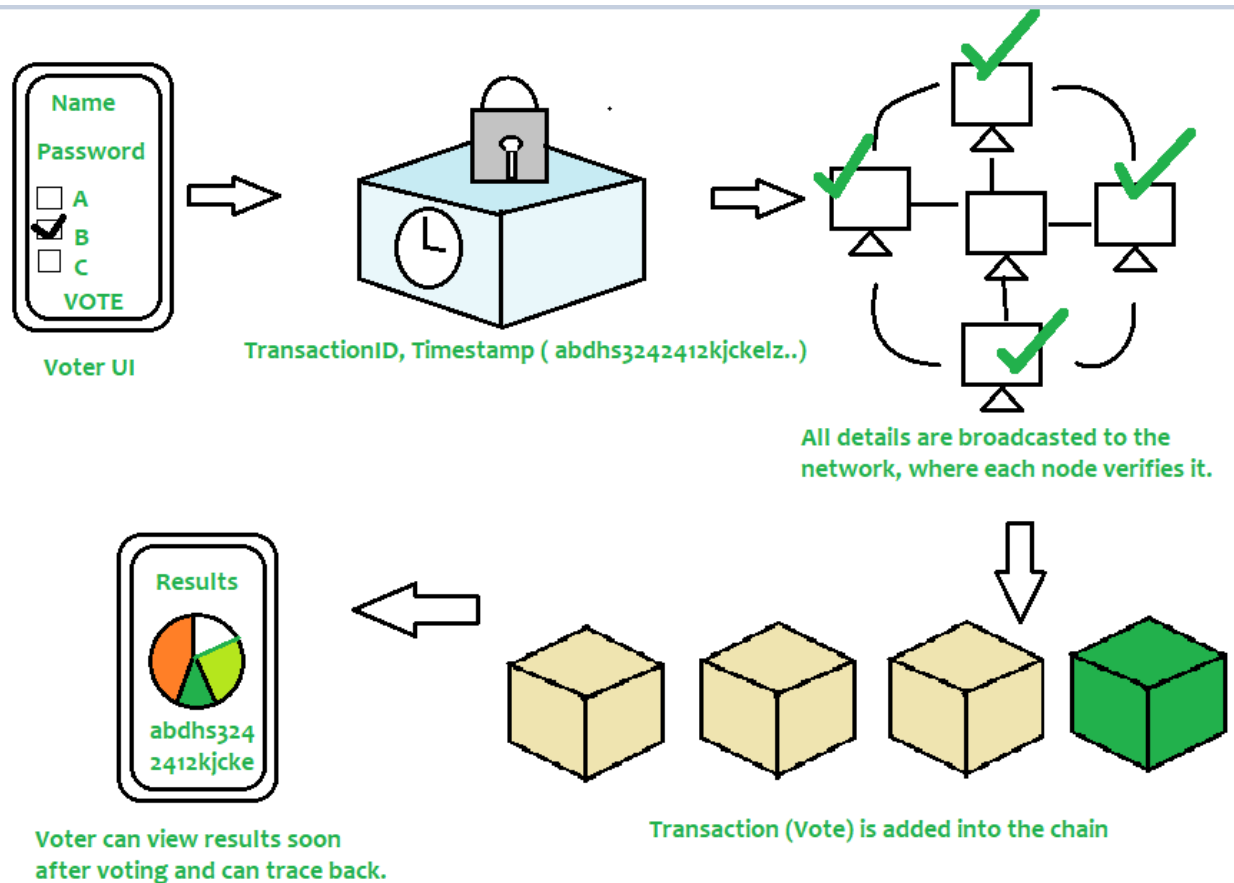 Name
Password
A
B
C
VOTE
Voter UI
TransactionID, Timestamp ( abdhs3242412kjckelz..)
All details are broadcasted to the
network, where each node verifies it.
Results
abdhs324
2412kjcke
Voter can view results soon
after voting and can trace back.
Transaction (Vote) is added into the chain